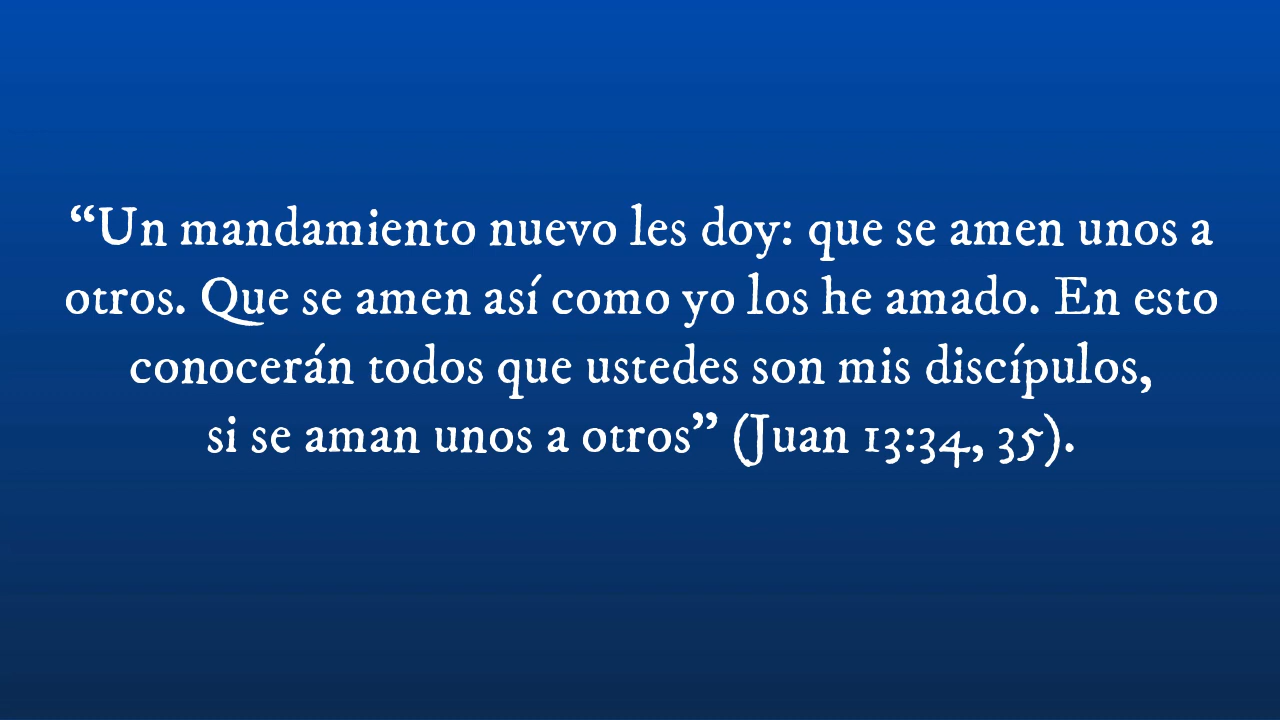 “Un mandamiento nuevo les doy: que se amen unos a
otros. Que se amen así como yo los he amado. En esto
conocerán todos que ustedes son mis discípulos,
si se aman unos a otros” (Juan 13:34, 35).